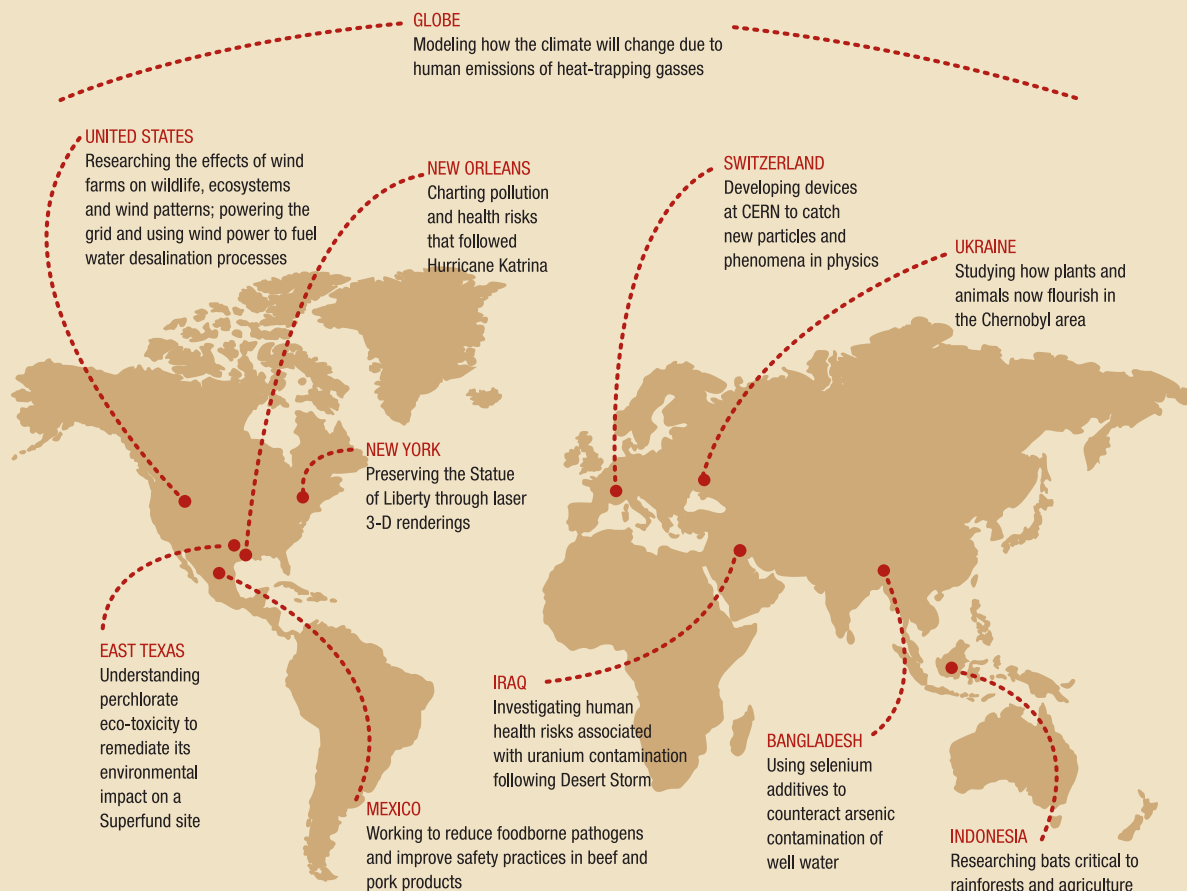 GLOBE
Modeling how the climate will change due to
human emissions of heat-trapping gasses
UNITED STATES
Researching the effects of wind
farms on wildlife, ecosystems
and wind patterns; powering the
grid and using wind power to fuel
water desalination processes
NEW ORLEANS
Charting pollution
and health risks
that followed
Hurricane Katrina
SWITZERLAND
Developing devices
at CERN to catch
new particles and
phenomena in physics
UKRAINE
Studying how plants and
animals now flourish in
the Chernobyl area
NEW YORK
Preserving the Statue
of Liberty through laser
3-D renderings
EAST TEXAS
Understanding
perchlorate
eco-toxicity to
remediate its
environmental
impact on a
Superfund site
MEXICO
Working to reduce foodborne pathogens
and improve safety practices in beef and
pork products
IRAQ
Investigating human
health risks associated
with uranium contamination
following Desert Storm
BANGLADESH
Using selenium
additives to
counteract arsenic
contamination of
well water
INDONESIA
Researching bats critical to
rainforests and agriculture